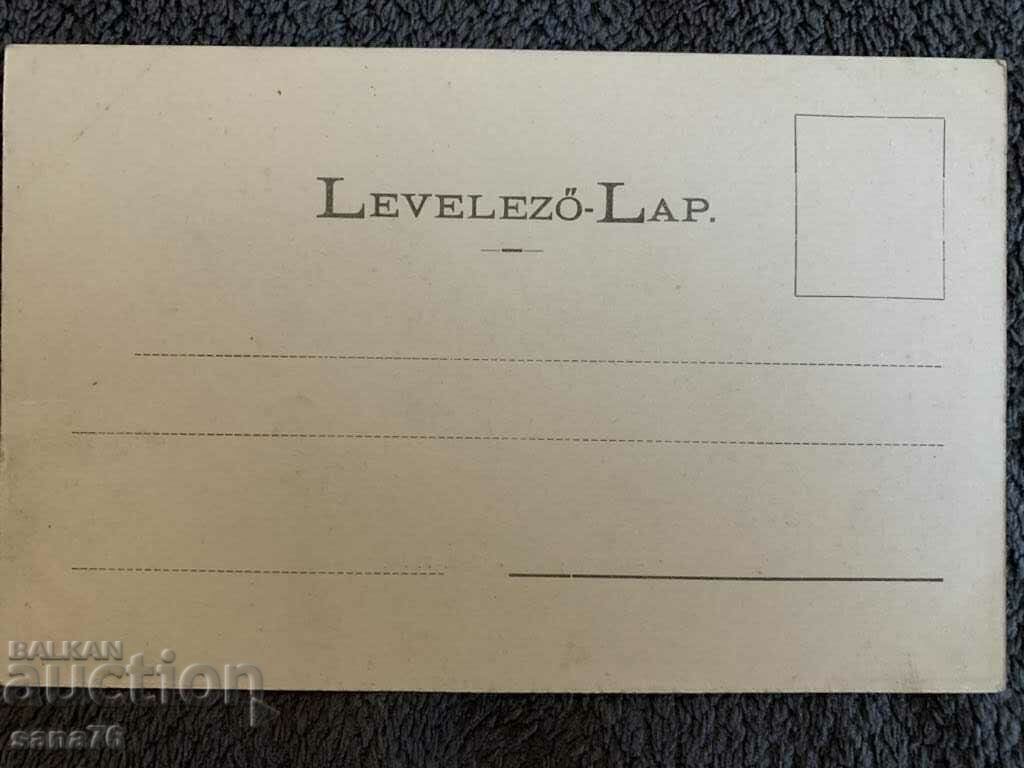 LEVELEZŐ-LAP.
BALKAN
auction
sana76